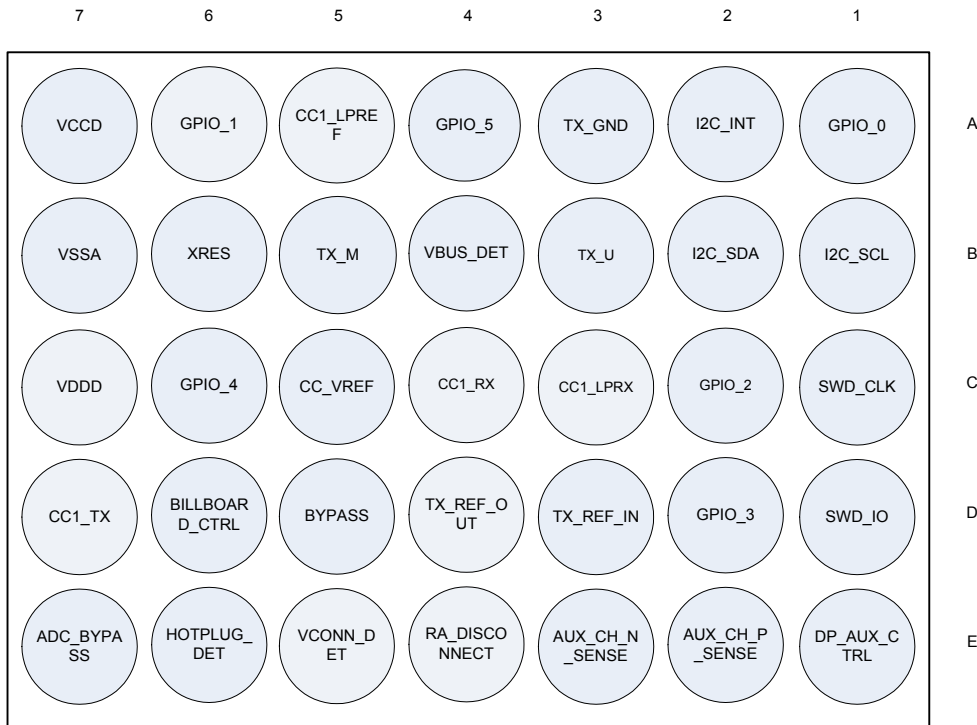 7 6 5 4 3 2 1
VCCD GPIO_1 CC1_LPRE
F GPIO_5 TX_GND I2C_INT GPIO_0 A
VSSA XRES TX_M VBUS_DET TX_U I2C_SDA I2C_SCL B
VDDD GPIO_4 CC_VREF CC1_RX CC1_LPRX GPIO_2 SWD_CLK C
CC1_TX BILLBOAR
D_CTRL BYPASS TX_REF_O
UT TX_REF_IN GPIO_3 SWD_IO D
ADC_BYPA
SS HOTPLUG_
DET VCONN_D
ET RA_DISCO
NNECT AUX_CH_N
_SENSE AUX_CH_P
_SENSE DP_AUX_C
TRL E